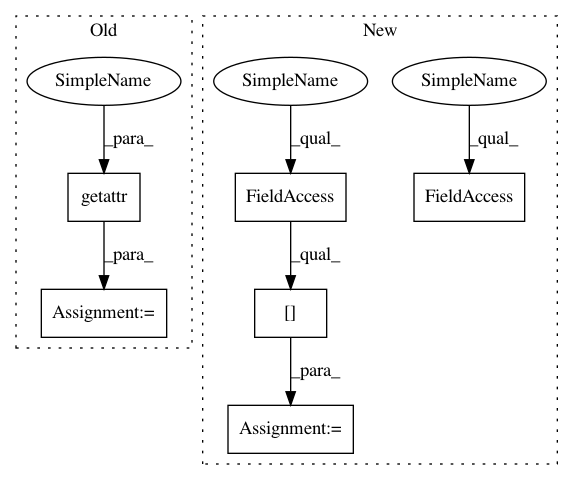 Old
New
SimpleName
SimpleName
SimpleName
_para_
_qual_
_qual_
getattr
FieldAccess
FieldAccess
_para_
_qual_
Assignment:=
[]
_para_
Assignment:=